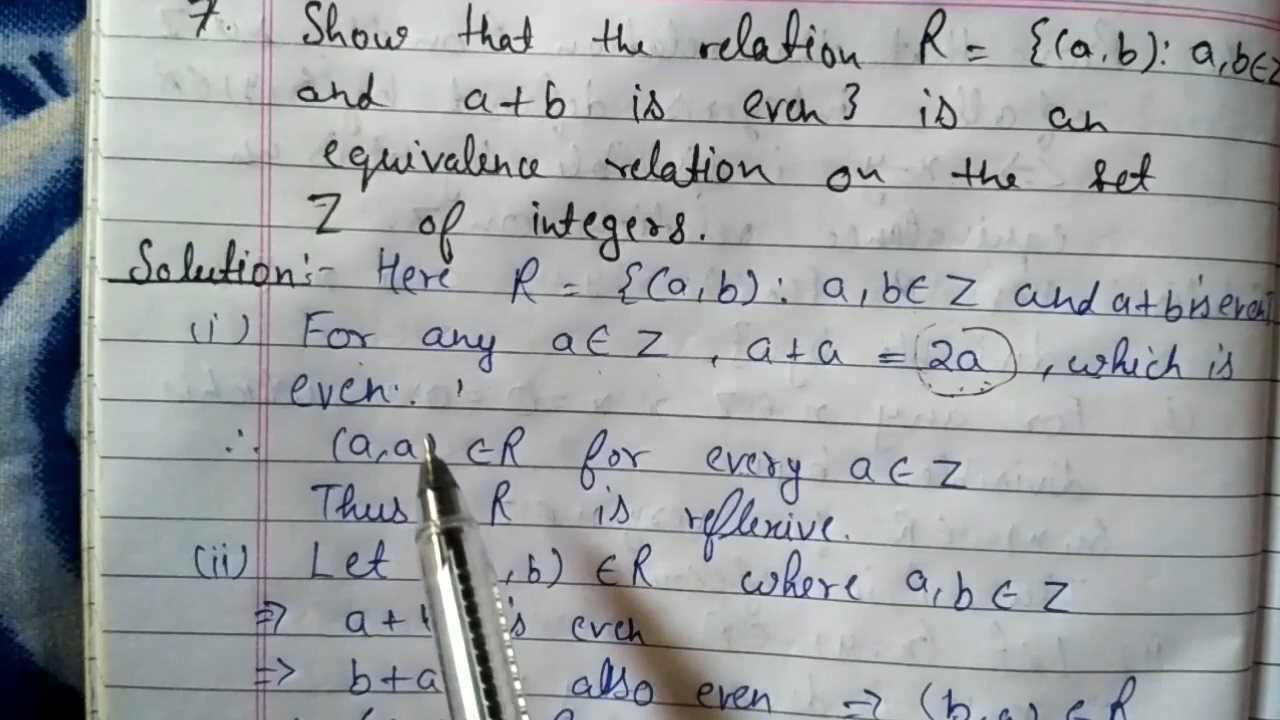 7. Show that the relation R = {(a,b): a,b∈Z
and a+b is even} is an
equivalence relation on the set
Z of integers.
Solution:- Here R = {(a,b): a,b∈Z and a+b is even}
(i) For any a∈Z, a+a = 2a, which is
even.
∴ (a,a) ∈R for every a∈Z
Thus R is reflexive.
(ii) Let ,b) ∈R where a,b∈Z
⇒ a+ is even
⇒ b+a also even ⇒ (b,a) ∈R